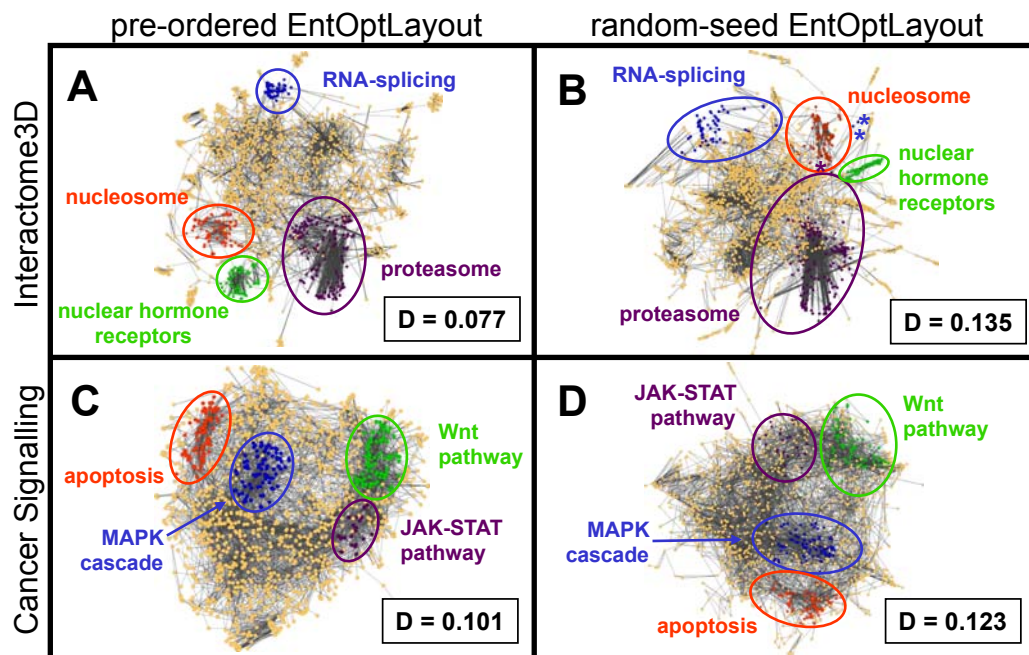 pre-ordered EntOptLayout
random-seed EntOptLayout
Interactome3D
A
RNA-splicing
nucleosome
nuclear hormone
receptors
proteasome
D = 0.077
B
RNA-splicing
nucleosome
*
*
*
nuclear
hormone
receptors
proteasome
D = 0.135
Cancer Signalling
C
apoptosis
MAPK
cascade
Wnt
pathway
JAK-STAT
pathway
D = 0.101
D
JAK-STAT
pathway
Wnt
pathway
MAPK
cascade
apoptosis
D = 0.123